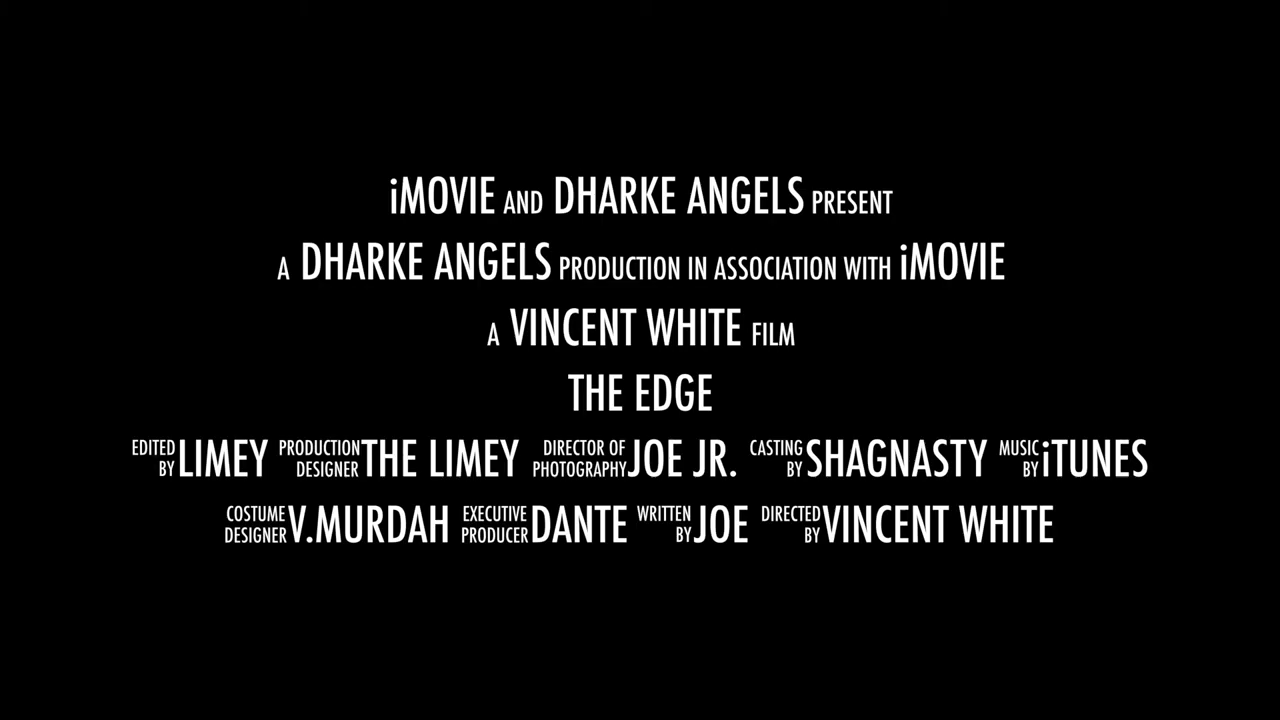 iMOVIE AND DHARKE ANGELS PRESENT
A DHARKE ANGELS PRODUCTION IN ASSOCIATION WITH iMOVIE
A VINCENT WHITE FILM
THE EDGE
EDITED BY LIMEY PRODUCTION DESIGNER THE LIMEY DIRECTOR OF PHOTOGRAPHY JOE JR. CASTING BY SHAGNASTY MUSIC BY iTUNES
COSTUME DESIGNER V.MURDAH EXECUTIVE PRODUCER DANTE WRITTEN BY JOE DIRECTED BY VINCENT WHITE